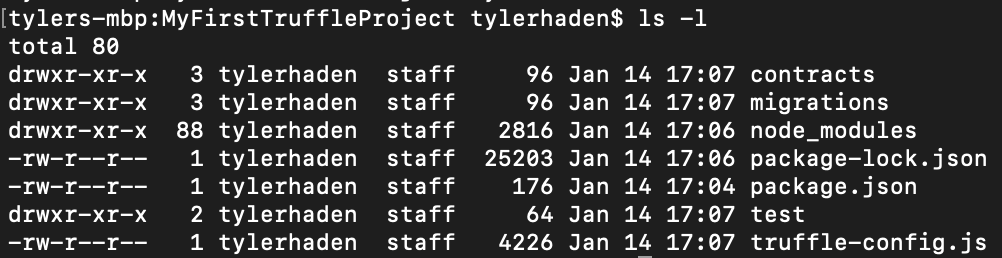 [tylers-mbp:MyFirstTruffleProject tylerhaden$ ls -l
total 80
drwxr-xr-x   3 tylerhaden  staff     96 Jan 14 17:07 contracts
drwxr-xr-x   3 tylerhaden  staff     96 Jan 14 17:07 migrations
drwxr-xr-x  88 tylerhaden  staff   2816 Jan 14 17:06 node_modules
-rw-r--r--   1 tylerhaden  staff  25203 Jan 14 17:06 package-lock.json
-rw-r--r--   1 tylerhaden  staff    176 Jan 14 17:04 package.json
drwxr-xr-x   2 tylerhaden  staff     64 Jan 14 17:07 test
-rw-r--r--   1 tylerhaden  staff   4226 Jan 14 17:07 truffle-config.js